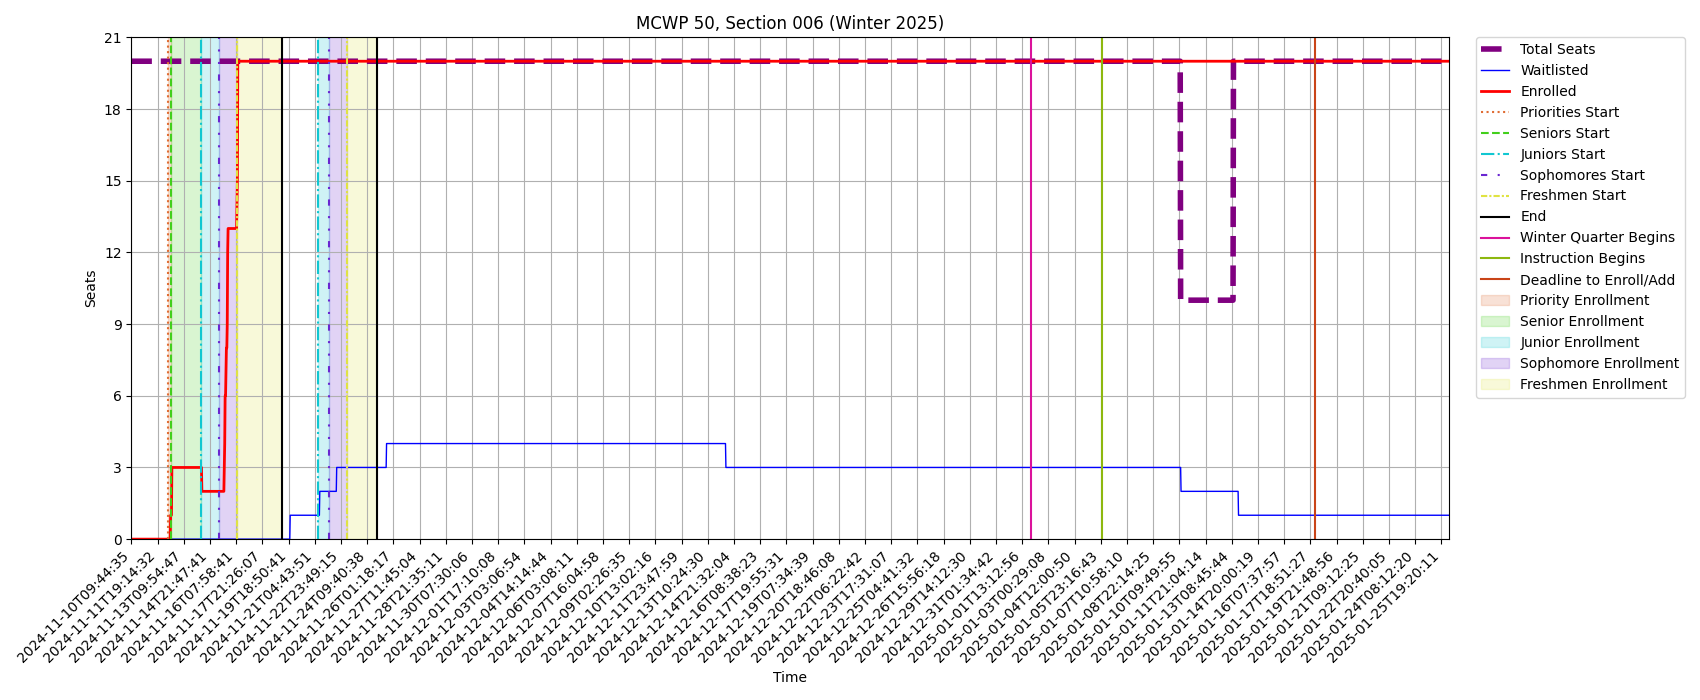 MCWP 50, Section 006 (Winter 2025)
21
18
15
12
9
6
3
0
Seats
2024-11-10T09:44:35
2024-11-11T19:14:32
2024-11-13T09:54:47
2024-11-14T21:47:41
2024-11-16T07:58:41
2024-11-17T21:26:07
2024-11-19T18:50:41
2024-11-21T04:43:51
2024-11-22T23:49:15
2024-11-24T09:40:38
2024-11-26T01:18:17
2024-11-27T11:45:04
2024-11-28T21:35:11
2024-11-30T07:30:06
2024-12-01T17:10:08
2024-12-03T03:06:54
2024-12-04T14:14:44
2024-12-06T03:08:11
2024-12-07T16:04:58
2024-12-09T02:26:35
2024-12-10T13:02:16
2024-12-11T23:47:59
2024-12-13T10:24:30
2024-12-14T21:32:04
2024-12-16T08:38:23
2024-12-17T19:55:31
2024-12-19T07:34:39
2024-12-20T18:46:08
2024-12-22T06:22:42
2024-12-23T17:31:07
2024-12-25T04:41:32
2024-12-26T15:56:18
2024-12-29T14:12:30
2024-12-31T01:34:42
2025-01-01T13:12:56
2025-01-03T00:29:08
2025-01-04T12:00:50
2025-01-05T23:16:43
2025-01-07T10:58:10
2025-01-08T22:14:25
2025-01-10T09:49:55
2025-01-11T21:04:14
2025-01-13T08:45:44
2025-01-14T20:00:19
2025-01-16T07:37:57
2025-01-17T18:51:27
2025-01-19T21:48:56
2025-01-21T09:12:25
2025-01-22T20:40:05
2025-01-24T08:12:20
2025-01-25T19:20:11
Time
Total Seats
Waitlisted
Enrolled
Priorities Start
Seniors Start
Juniors Start
Sophomores Start
Freshmen Start
End
Winter Quarter Begins
Instruction Begins
Deadline to Enroll/Add
Priority Enrollment
Senior Enrollment
Junior Enrollment
Sophomore Enrollment
Freshmen Enrollment